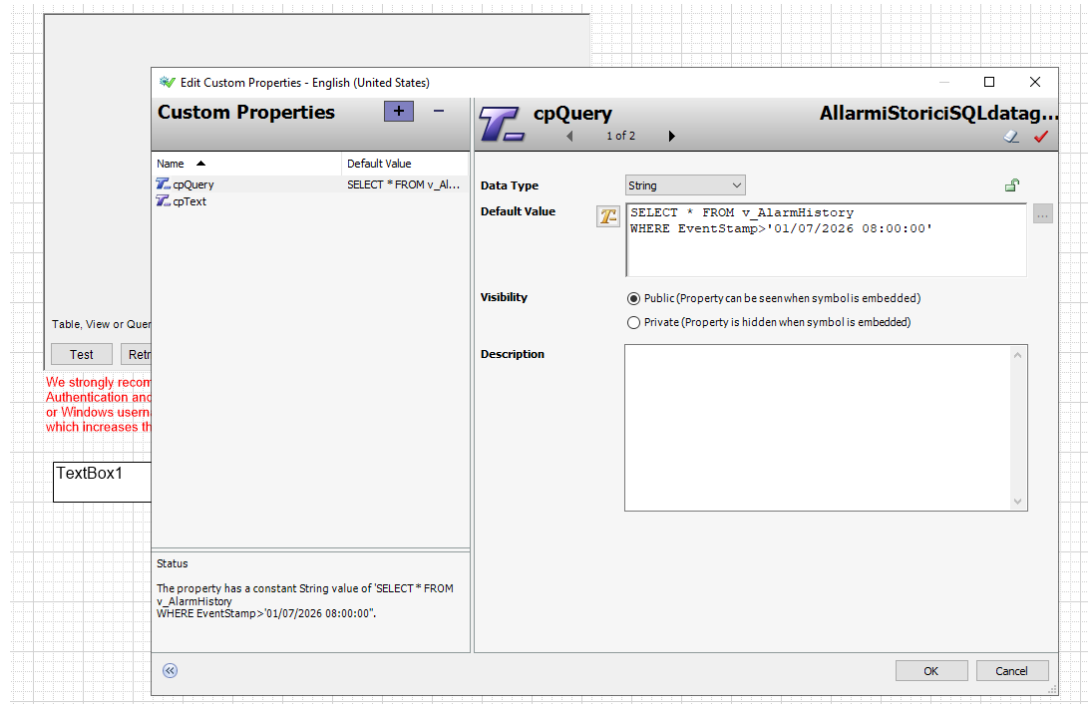 Edit Custom Properties - English (United States)
Custom Properties
+ -
Name
Default Value
cpQuery
SELECT * FROM v_Al...
cpText
cpQuery
AllarmiStoriciSQLdatag...
1 of 2
Data Type
String
Default Value
SELECT * FROM v_AlarmHistory
WHERE EventStamp>'01/07/2026 08:00:00'
...
Visibility
Public (Property can be seen when symbol is embedded)
Private (Property is hidden when symbol is embedded)
Description
Table, View or Quer
Test
Retr
We strongly recom
Authentication and
or Windows usern
which increases th
TextBox1
Status
The property has a constant String value of 'SELECT * FROM
v_AlarmHistory
WHERE EventStamp>'01/07/2026 08:00:00''.
OK
Cancel